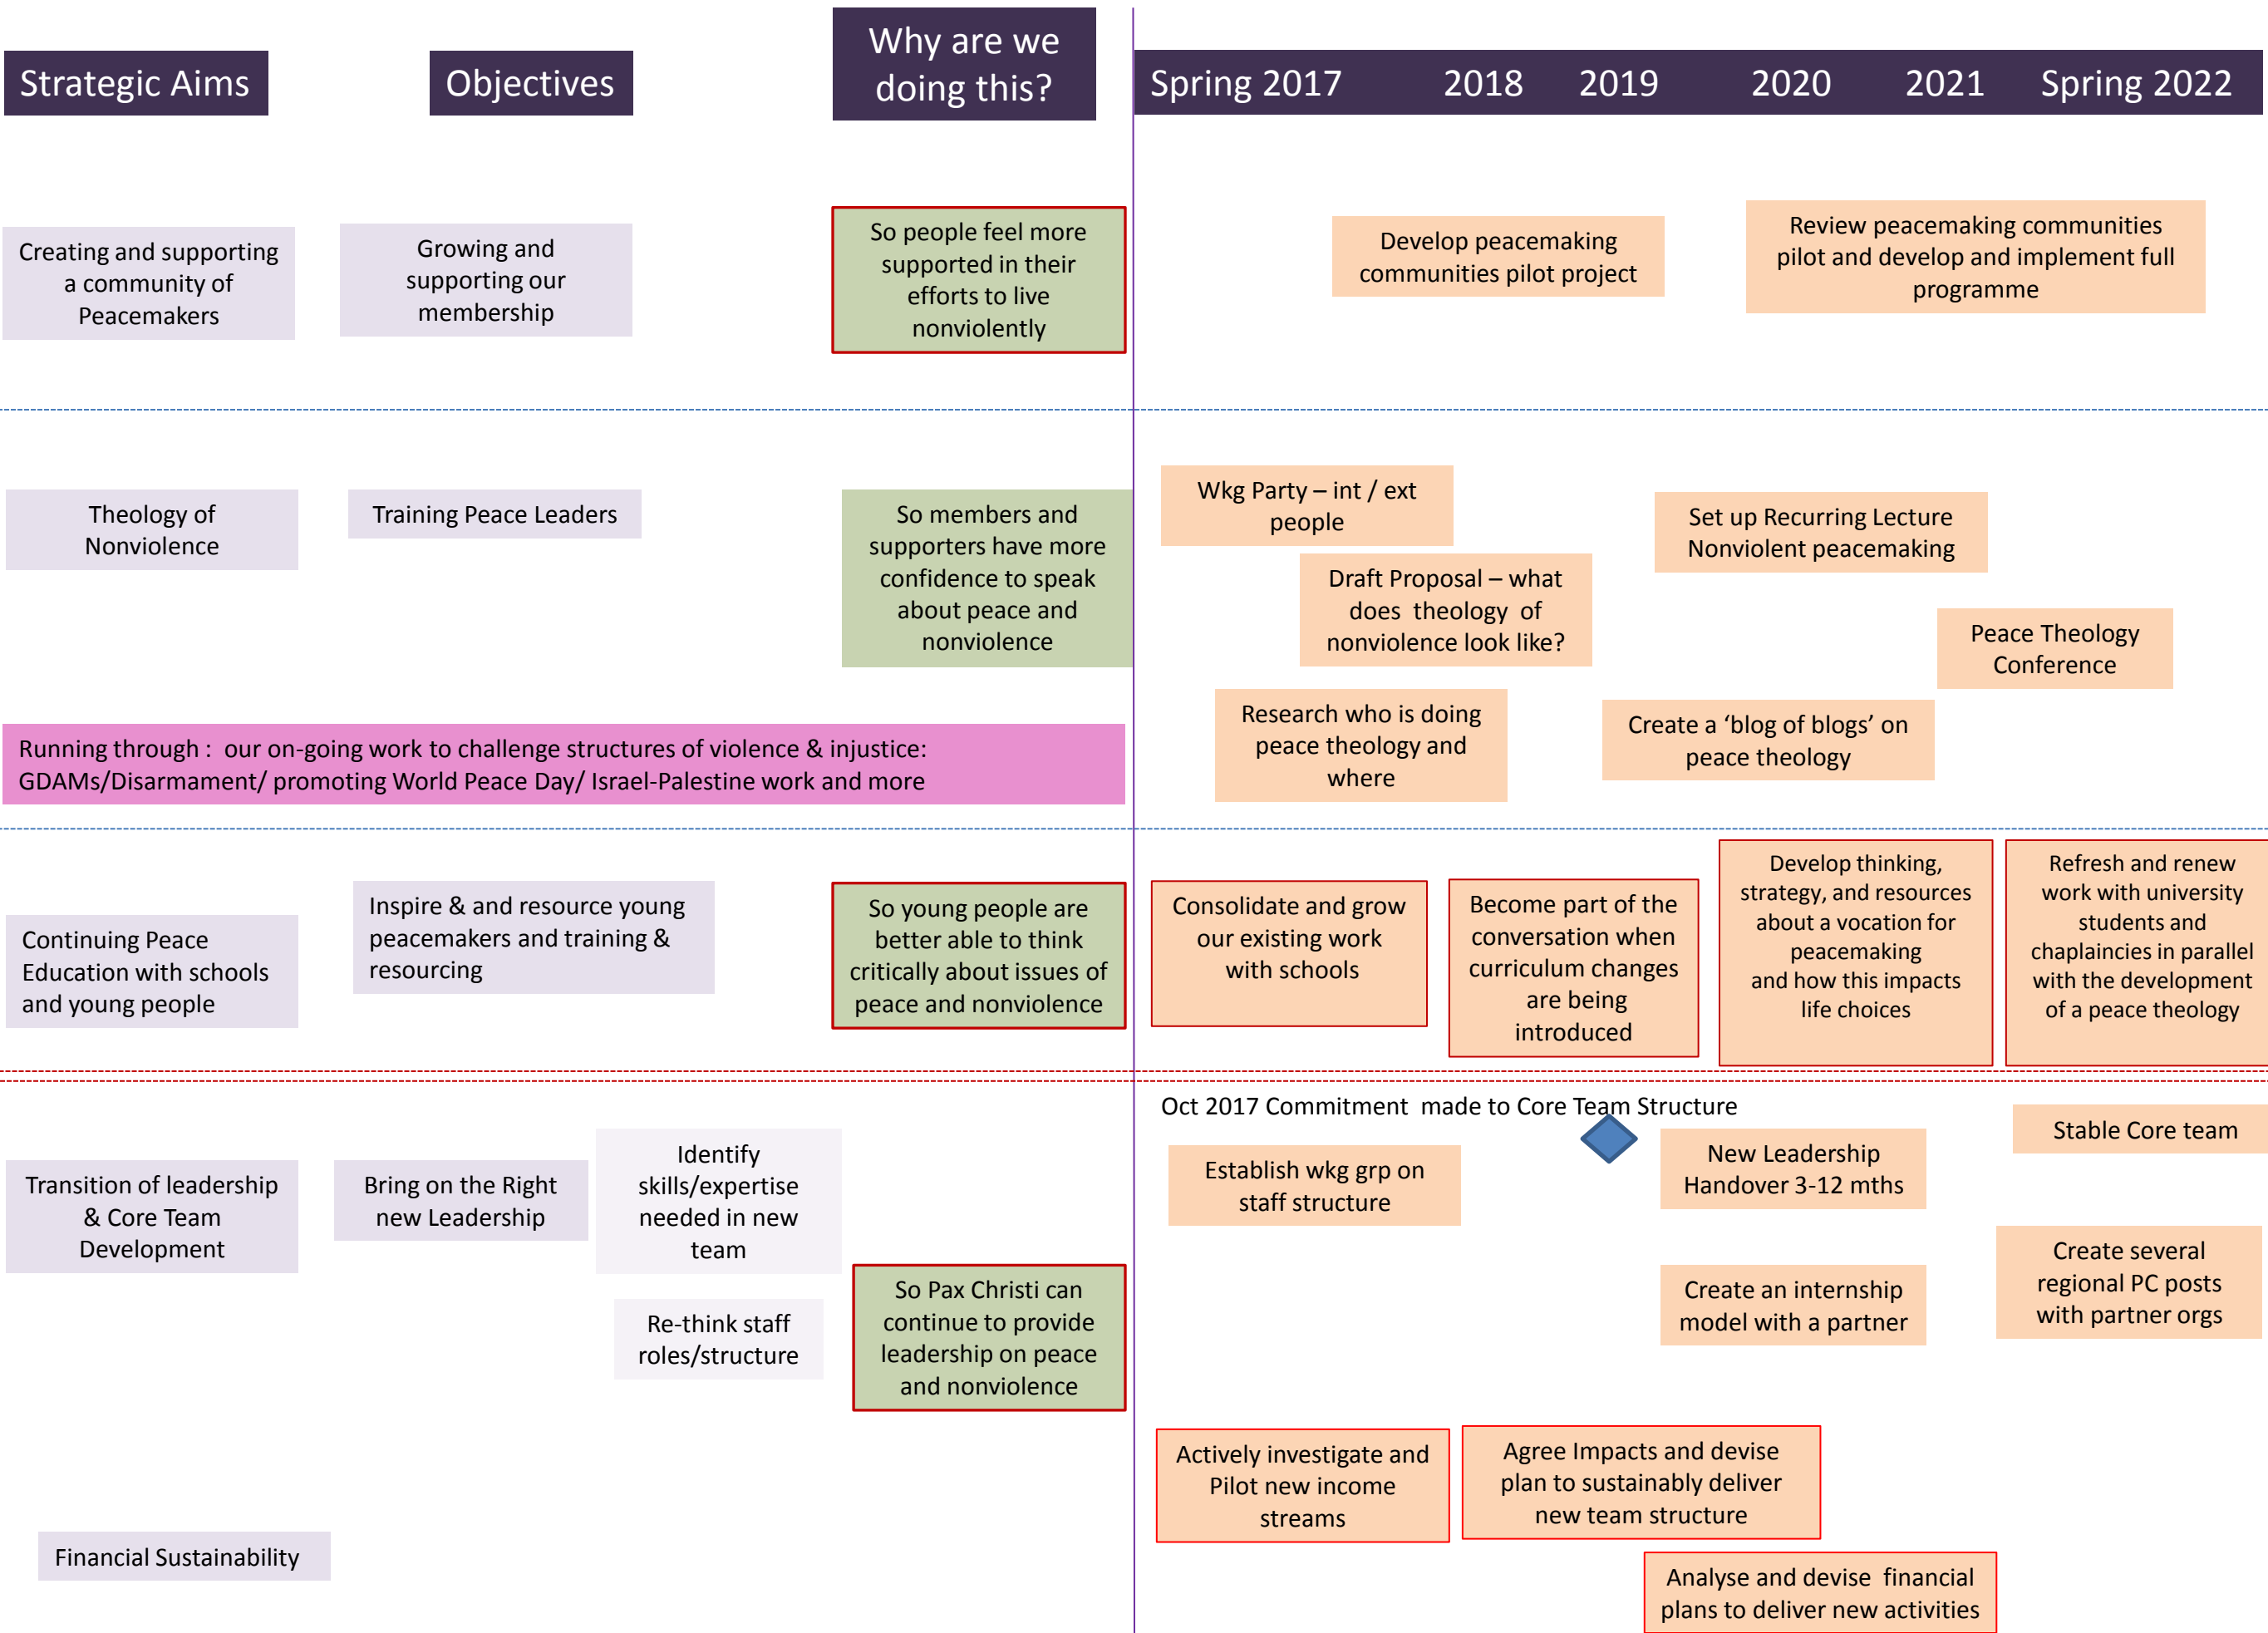 Strategic Aims
Objectives
Why are we
doing this?
Spring 2017 2018 2019 2020 2021 Spring 2022
Creating and supporting
a community of
Peacemakers
Growing and
supporting our
membership
So people feel more
supported in their
efforts to live
nonviolently
Develop peacemaking
communities pilot project
Review peacemaking communities
pilot and develop and implement full
programme
Theology of
Nonviolence
Training Peace Leaders
So members and
supporters have more
confidence to speak
about peace and
nonviolence
Wkg Party – int / ext
people
Draft Proposal – what
does theology of
nonviolence look like?
Research who is doing
peace theology and
where
Set up Recurring Lecture
Nonviolent peacemaking
Create a ‘blog of blogs’ on
peace theology
Peace Theology
Conference
Running through : our on-going work to challenge structures of violence & injustice:
GDAMs/Disarmament/ promoting World Peace Day/ Israel-Palestine work and more
Continuing Peace
Education with schools
and young people
Inspire & and resource young
peacemakers and training &
resourcing
So young people are
better able to think
critically about issues of
peace and nonviolence
Consolidate and grow
our existing work
with schools
Become part of the
conversation when
curriculum changes
are being
introduced
Develop thinking,
strategy, and resources
about a vocation for
peacemaking
and how this impacts
life choices
Refresh and renew
work with university
students and
chaplaincies in parallel
with the development
of a peace theology
Oct 2017 Commitment made to Core Team Structure
Transition of leadership
& Core Team
Development
Bring on the Right
new Leadership
Identify
skills/expertise
needed in new
team
Re-think staff
roles/structure
So Pax Christi can
continue to provide
leadership on peace
and nonviolence
Establish wkg grp on
staff structure
New Leadership
Handover 3-12 mths
Stable Core team
Create an internship
model with a partner
Create several
regional PC posts
with partner orgs
Financial Sustainability
Actively investigate and
Pilot new income
streams
Agree Impacts and devise
plan to sustainably deliver
new team structure
Analyse and devise financial
plans to deliver new activities